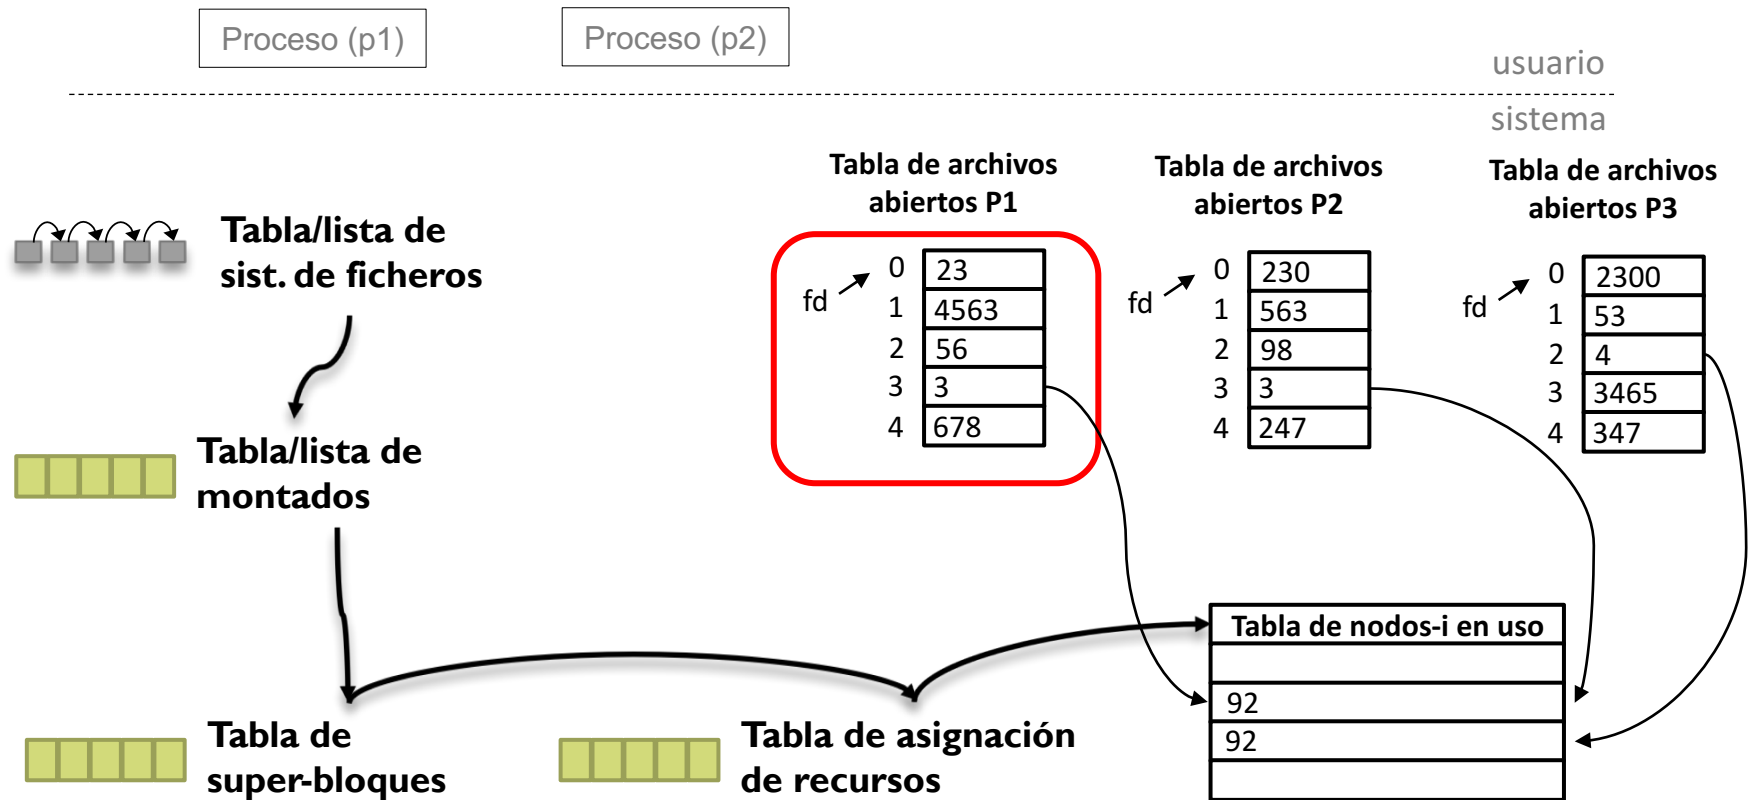 Proceso (p1)
Proceso (p2)
usuario
sistema
Tabla de archivos
abiertos P1
Tabla de archivos
abiertos P2
Tabla de archivos
abiertos P3
Tabla/lista de
sist. de ficheros
fd
0 23
1 4563
2 56
3 3
4 678
fd
0 230
1 563
2 98
3 3
4 247
fd
0 2300
1 53
2 4
3 3465
4 347
Tabla/lista de
montados
Tabla de
super-bloques
Tabla de asignación
de recursos
Tabla de nodos-i en uso
92
92